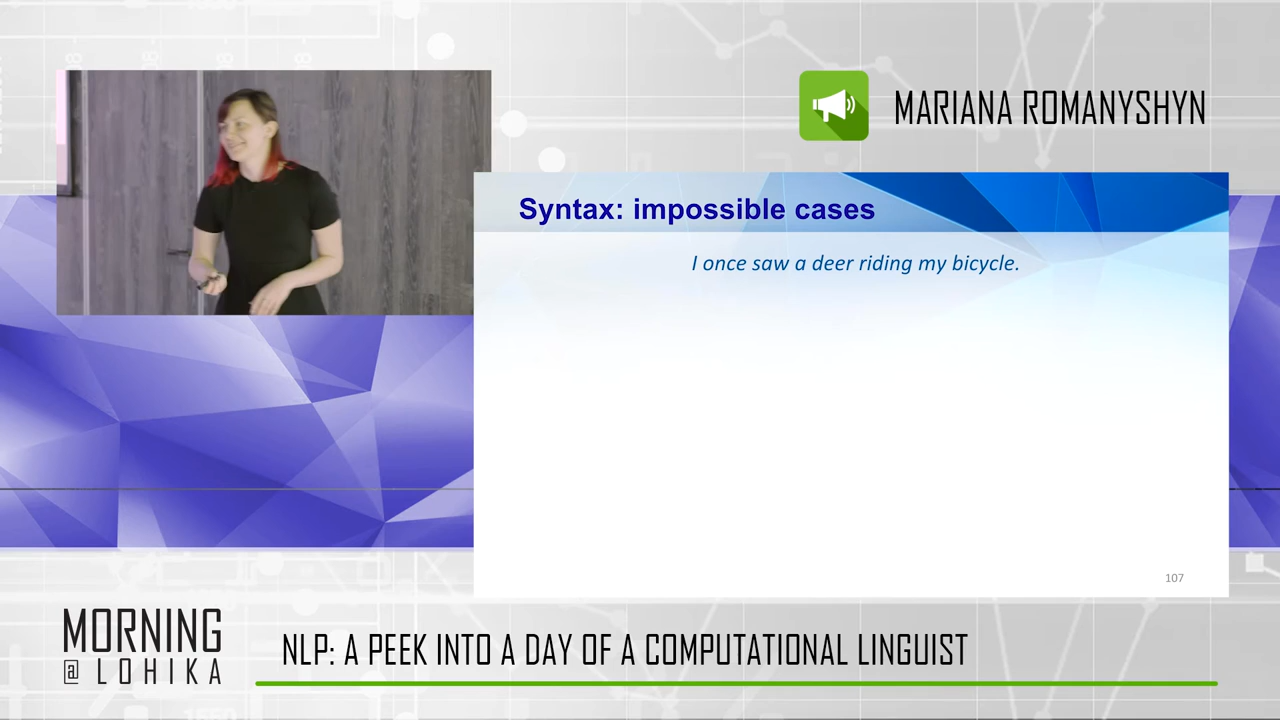 MARIANA ROMANYSHYN
Syntax: impossible cases
I once saw a deer riding my bicycle.
107
MORNING
@ LOHIKA
NLP: A PEEK INTO A DAY OF A COMPUTATIONAL LINGUIST